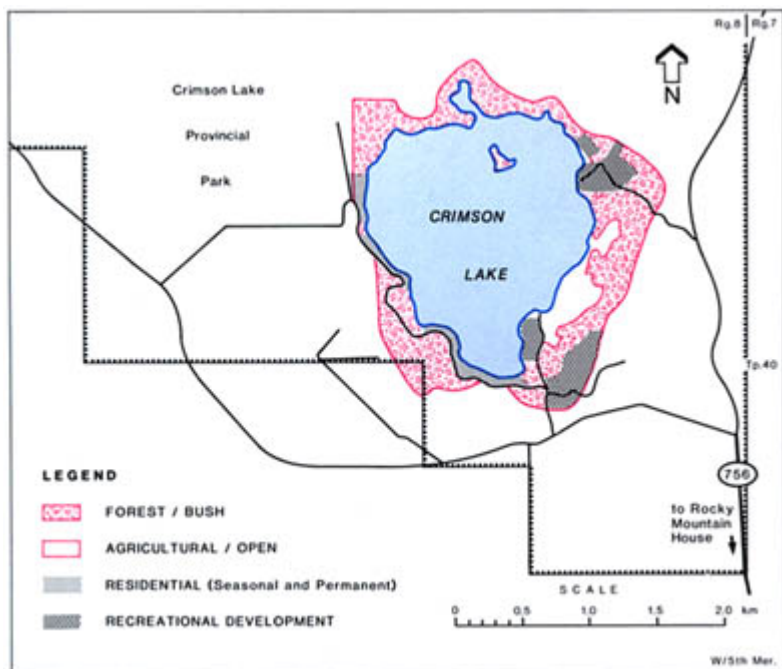 Rg.8 Rg.7
Crimson Lake
Provincial
Park
N
CRIMSON
LAKE
Tp.40
756
to Rocky
Mountain
House
LEGEND
FOREST / BUSH
AGRICULTURAL / OPEN
RESIDENTIAL (Seasonal and Permanent)
RECREATIONAL DEVELOPMENT
SCALE
0 0.5 1.0 1.5 2.0 km
W/5th Mer.